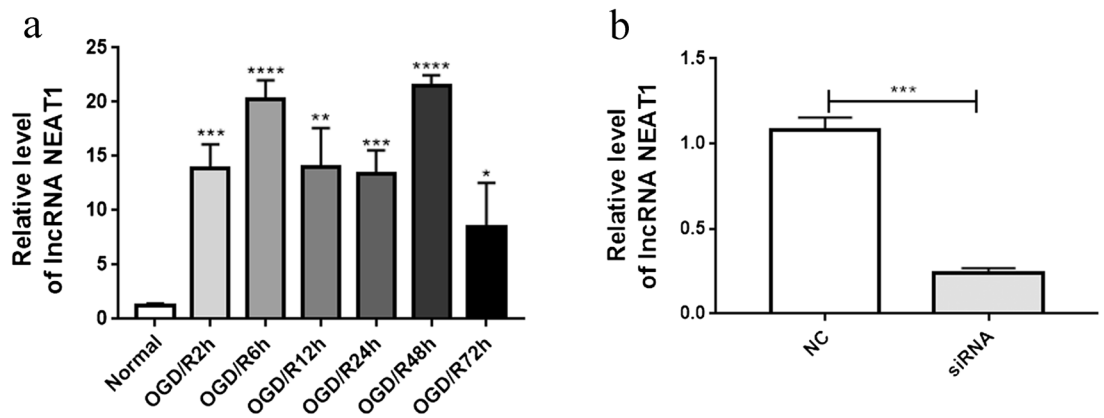 a
Relative level
of lncRNA NEAT1
25
20
15
10
5
0
***
****
**
***
****
*
Normal
OGD/R2h
OGD/R6h
OGD/R12h
OGD/R24h
OGD/R48h
OGD/R72h
b
Relative level
of lncRNA NEAT1
1.5
1.0
0.5
0.0
***
NC
siRNA